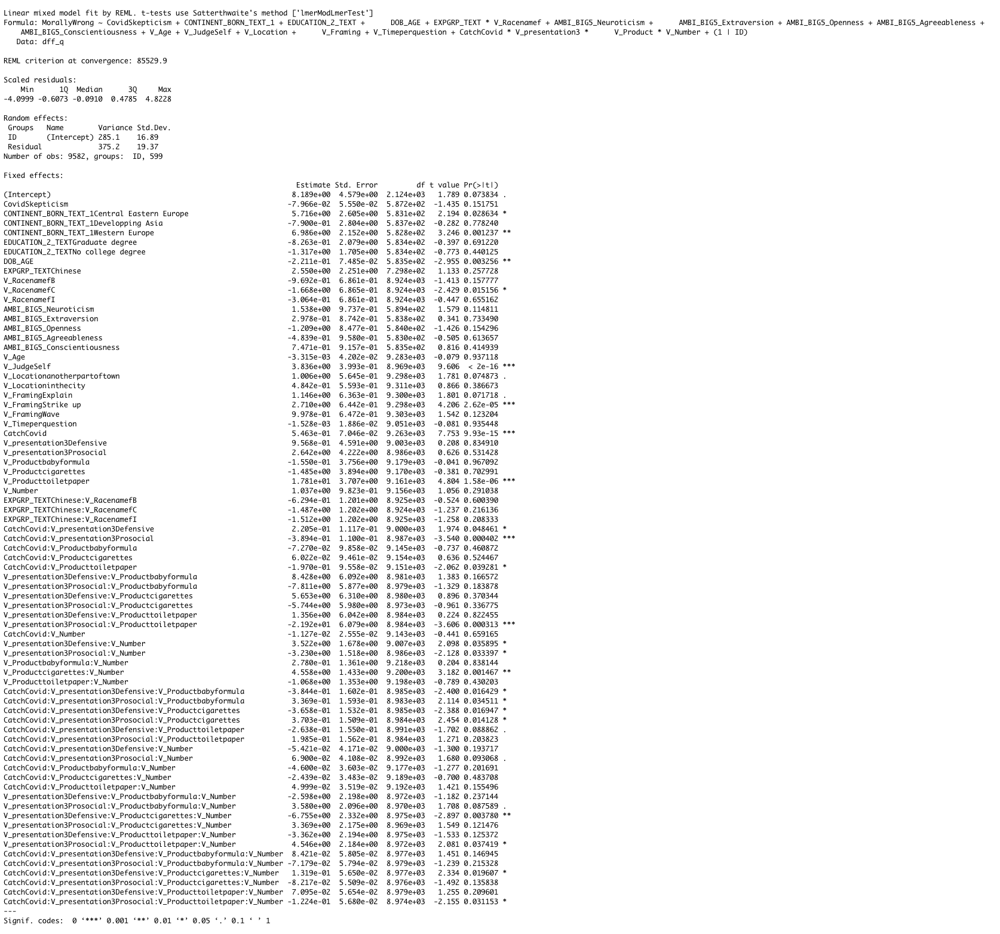 Linear mixed model fit by REML. t-tests use Satterthwaite's method ['lmerModLmerTest']
Formula: MorallyWrong ~ CovidSkepticism + CONTINENT_BORN_TEXT_1 + EDUCATION_2_TEXT + DOB_AGE + EXPGRP_TEXT * V_Racenamef + AMBI_BIG5_Neuroticism + AMBI_BIG5_Extraversion + AMBI_BIG5_Openness + AMBI_BIG5_Agreeableness +
AMBI_BIG5_Conscientiousness + V_Age + V_JudgeSelf + V_Location + V_Framing + V_Timeperquestion + CatchCovid * V_presentation3 * V_Product * V_Number + (1 | ID)
Data: dff_q
REML criterion at convergence: 85529.9
Scaled residuals:
Min 1Q Median 3Q Max
-4.0999 -0.6073 -0.0910 0.4785 4.8228
Random effects:
Groups Name Variance Std.Dev.
ID (Intercept) 285.1 16.89
Residual 375.2 19.37
Number of obs: 9582, groups: ID, 599
Fixed effects:
Estimate Std. Error df t value Pr(>|t|)
(Intercept) 8.189e+00 4.579e+00 2.124e+03 1.789 0.073834 .
CovidSkepticism -7.966e-02 5.550e-02 5.872e+02 -1.435 0.151751
CONTINENT_BORN_TEXT_1Central Eastern Europe 5.716e+00 2.605e+00 5.831e+02 2.194 0.028634 *
CONTINENT_BORN_TEXT_1Developping Asia -7.900e-01 2.804e+00 5.837e+02 -0.282 0.778240
CONTINENT_BORN_TEXT_1Western Europe 6.986e+00 2.152e+00 5.828e+02 3.246 0.001237 **
EDUCATION_2_TEXTGraduate degree -8.263e-01 2.079e+00 5.834e+02 -0.397 0.691220
EDUCATION_2_TEXTNo college degree -1.317e+00 1.705e+00 5.834e+02 -0.773 0.440125
DOB_AGE -2.211e-01 7.485e-02 5.835e+02 -2.955 0.003256 **
EXPGRP_TEXTChinese 2.550e+00 2.251e+00 7.298e+02 1.133 0.257728
V_RacenamefB -9.692e-01 6.861e-01 8.924e+03 -1.413 0.157777
V_RacenamefC -1.668e+00 6.865e-01 8.924e+03 -2.429 0.015156 *
V_RacenamefI -3.064e-01 6.861e-01 8.924e+03 -0.447 0.655162
AMBI_BIG5_Neuroticism 1.538e+00 9.737e-01 5.894e+02 1.579 0.114811
AMBI_BIG5_Extraversion 2.978e-01 8.742e-01 5.838e+02 0.341 0.733490
AMBI_BIG5_Openness -1.209e+00 8.477e-01 5.840e+02 -1.426 0.154296
AMBI_BIG5_Agreeableness -4.839e-01 9.580e-01 5.830e+02 -0.505 0.613657
AMBI_BIG5_Conscientiousness 7.471e-01 9.157e-01 5.835e+02 0.816 0.414939
V_Age -3.315e-03 4.202e-02 9.283e+03 -0.079 0.937118
V_JudgeSelf 3.836e+00 3.993e-01 8.969e+03 9.606 < 2e-16 ***
V_Locationanotherpartoftown 1.006e+00 5.645e-01 9.298e+03 1.781 0.074873 .
V_Locationinthecity 4.842e-01 5.593e-01 9.311e+03 0.866 0.386673
V_FramingExplain 1.146e+00 6.363e-01 9.300e+03 1.801 0.071718 .
V_FramingStrike up 2.710e+00 6.442e-01 9.298e+03 4.206 2.62e-05 ***
V_FramingWave 9.978e-01 6.472e-01 9.303e+03 1.542 0.123204
V_Timeperquestion -1.528e-03 1.886e-02 9.051e+03 -0.081 0.935448
CatchCovid 5.463e-01 7.046e-02 9.263e+03 7.753 9.93e-15 ***
V_presentation3Defensive 9.568e-01 4.591e+00 9.003e+03 0.208 0.834910
V_presentation3Prosocial 2.642e+00 4.222e+00 8.986e+03 0.626 0.531428
V_Productbabyformula -1.550e-01 3.756e+00 9.179e+03 -0.041 0.967092
V_Productcigarettes -1.485e+00 3.894e+00 9.170e+03 -0.381 0.702991
V_Producttoiletpaper 1.781e+01 3.707e+00 9.161e+03 4.804 1.58e-06 ***
V_Number 1.037e+00 9.823e-01 9.156e+03 1.056 0.291038
EXPGRP_TEXTChinese:V_RacenamefB -6.294e-01 1.201e+00 8.925e+03 -0.524 0.600390
EXPGRP_TEXTChinese:V_RacenamefC -1.487e+00 1.202e+00 8.924e+03 -1.237 0.216136
EXPGRP_TEXTChinese:V_RacenamefI -1.512e+00 1.202e+00 8.925e+03 -1.258 0.208333
CatchCovid:V_presentation3Defensive 2.205e-01 1.117e-01 9.000e+03 1.974 0.048461 *
CatchCovid:V_presentation3Prosocial -3.894e-01 1.100e-01 8.987e+03 -3.540 0.000402 ***
CatchCovid:V_Productbabyformula -7.270e-02 9.858e-02 9.145e+03 -0.737 0.460872
CatchCovid:V_Productcigarettes 6.022e-02 9.461e-02 9.154e+03 0.636 0.524467
CatchCovid:V_Producttoiletpaper -1.970e-01 9.558e-02 9.151e+03 -2.062 0.039281 *
V_presentation3Defensive:V_Productbabyformula 8.428e+00 6.092e+00 8.981e+03 1.383 0.166572
V_presentation3Prosocial:V_Productbabyformula -7.811e+00 5.877e+00 8.979e+03 -1.329 0.183878
V_presentation3Defensive:V_Productcigarettes 5.653e+00 6.310e+00 8.980e+03 0.896 0.370344
V_presentation3Prosocial:V_Productcigarettes -5.744e+00 5.980e+00 8.973e+03 -0.961 0.336775
V_presentation3Defensive:V_Producttoiletpaper 1.356e+00 6.042e+00 8.984e+03 0.224 0.822455
V_presentation3Prosocial:V_Producttoiletpaper -2.192e+01 6.079e+00 8.984e+03 -3.606 0.000313 ***
CatchCovid:V_Number -1.127e-02 2.555e-02 9.143e+03 -0.441 0.659165
V_presentation3Defensive:V_Number 3.522e+00 1.678e+00 9.007e+03 2.098 0.035895 *
V_presentation3Prosocial:V_Number -3.230e+00 1.518e+00 8.986e+03 -2.128 0.033397 *
V_Productbabyformula:V_Number 2.780e-01 1.361e+00 9.218e+03 0.204 0.838144
V_Productcigarettes:V_Number 4.558e+00 1.433e+00 9.200e+03 3.182 0.001467 **
V_Producttoiletpaper:V_Number -1.068e+00 1.353e+00 9.198e+03 -0.789 0.430203
CatchCovid:V_presentation3Defensive:V_Productbabyformula -3.844e-01 1.602e-01 8.985e+03 -2.400 0.016429 *
CatchCovid:V_presentation3Prosocial:V_Productbabyformula 3.369e-01 1.593e-01 8.983e+03 2.114 0.034511 *
CatchCovid:V_presentation3Defensive:V_Productcigarettes -3.658e-01 1.532e-01 8.985e+03 -2.388 0.016947 *
CatchCovid:V_presentation3Prosocial:V_Productcigarettes 3.703e-01 1.509e-01 8.984e+03 2.454 0.014128 *
CatchCovid:V_presentation3Defensive:V_Producttoiletpaper -2.638e-01 1.550e-01 8.991e+03 -1.702 0.088862 .
CatchCovid:V_presentation3Prosocial:V_Producttoiletpaper 1.985e-01 1.562e-01 8.984e+03 1.271 0.203823
CatchCovid:V_presentation3Defensive:V_Number -5.421e-02 4.171e-02 9.000e+03 -1.300 0.193717
CatchCovid:V_presentation3Prosocial:V_Number 6.900e-02 4.108e-02 8.992e+03 1.680 0.093068 .
CatchCovid:V_Productbabyformula:V_Number -4.600e-02 3.603e-02 9.177e+03 -1.277 0.201691
CatchCovid:V_Productcigarettes:V_Number -2.439e-02 3.483e-02 9.189e+03 -0.700 0.483708
CatchCovid:V_Producttoiletpaper:V_Number 4.999e-02 3.519e-02 9.192e+03 1.421 0.155496
V_presentation3Defensive:V_Productbabyformula:V_Number -2.598e+00 2.198e+00 8.972e+03 -1.182 0.237144
V_presentation3Prosocial:V_Productbabyformula:V_Number 3.580e+00 2.096e+00 8.970e+03 1.708 0.087589 .
V_presentation3Defensive:V_Productcigarettes:V_Number -6.755e+00 2.332e+00 8.975e+03 -2.897 0.003780 **
V_presentation3Prosocial:V_Productcigarettes:V_Number 3.369e+00 2.175e+00 8.969e+03 1.549 0.121476
V_presentation3Defensive:V_Producttoiletpaper:V_Number -3.362e+00 2.194e+00 8.975e+03 -1.533 0.125372
V_presentation3Prosocial:V_Producttoiletpaper:V_Number 4.546e+00 2.184e+00 8.972e+03 2.081 0.037419 *
CatchCovid:V_presentation3Defensive:V_Productbabyformula:V_Number 8.421e-02 5.805e-02 8.977e+03 1.451 0.146945
CatchCovid:V_presentation3Prosocial:V_Productbabyformula:V_Number -7.179e-02 5.794e-02 8.979e+03 -1.239 0.215328
CatchCovid:V_presentation3Defensive:V_Productcigarettes:V_Number 1.319e-01 5.650e-02 8.977e+03 2.334 0.019607 *
CatchCovid:V_presentation3Prosocial:V_Productcigarettes:V_Number -8.217e-02 5.509e-02 8.976e+03 -1.492 0.135838
CatchCovid:V_presentation3Defensive:V_Producttoiletpaper:V_Number 7.095e-02 5.654e-02 8.979e+03 1.255 0.209601
CatchCovid:V_presentation3Prosocial:V_Producttoiletpaper:V_Number -1.224e-01 5.680e-02 8.974e+03 -2.155 0.031153 *
---
Signif. codes: 0 ‘***’ 0.001 ‘**’ 0.01 ‘*’ 0.05 ‘.’ 0.1 ‘ ’ 1